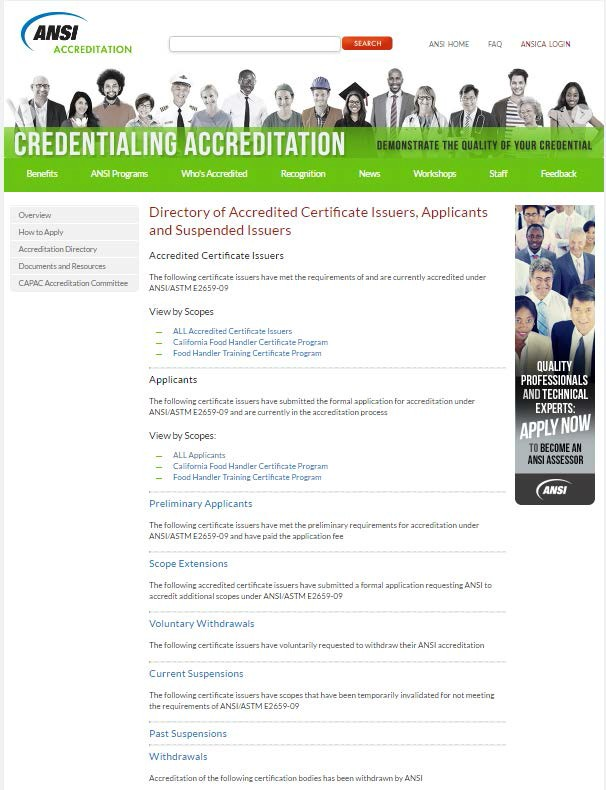 ANSI
ACCREDITATION
SEARCH
ANSI HOME FAQ ANSICA LOGIN
CREDENTIALING ACCREDITATION
DEMONSTRATE THE QUALITY OF YOUR CREDENTIAL
Benefits ANSI Programs Who's Accredited Recognition News Workshops Staff Feedback
Overview
How to Apply
Accreditation Directory
Documents and Resources
CAPAC Accreditation Committee
Directory of Accredited Certificate Issuers, Applicants
and Suspended Issuers
Accredited Certificate Issuers
The following certificate issuers have met the requirements of and are currently accredited under
ANSI/ASTM E2659-09
View by Scopes
ALL Accredited Certificate Issuers
California Food Handler Certificate Program
Food Handler Training Certificate Program
Applicants
The following certificate issuers have submitted the formal application for accreditation under
ANSI/ASTM E2659-09 and are currently in the accreditation process
View by Scopes:
ALL Applicants
California Food Handler Certificate Program
Food Handler Training Certificate Program
Preliminary Applicants
The following certificate issuers have met the preliminary requirements for accreditation under
ANSI/ASTM E2659-09 and have paid the application fee
Scope Extensions
The following accredited certificate issuers have submitted a formal application requesting ANSI to
accredit additional scopes under ANSI/ASTM E2659-09
Voluntary Withdrawals
The following certificate issuers have voluntarily requested to withdraw their ANSI accreditation
Current Suspensions
The following certificate issuers have scopes that have been temporarily invalidated for not meeting
the requirements of ANSI/ASTM E2659-09
Past Suspensions
Withdrawals
Accreditation of the following certification bodies has been withdrawn by ANSI
QUALITY
PROFESSIONALS
AND TECHNICAL
EXPERTS:
APPLY NOW
TO BECOME AN
ANSI ASSESSOR
ANSI